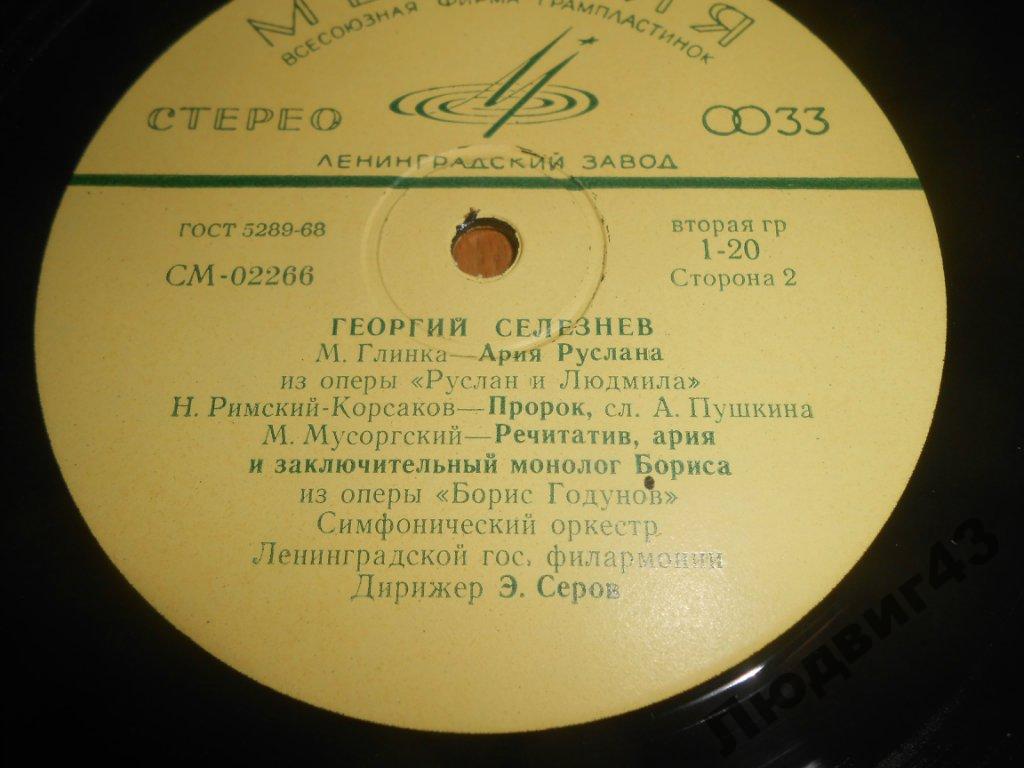 ВСЕСОЮЗНАЯ ФИРМА ГРАМПЛАСТИНОК
СТЕРЕО
33
ЛЕНИНГРАДСКИЙ ЗАВОД
ГОСТ 5289-68
вторая гр
СМ-02266
1-20
Сторона 2
ГЕОРГИЙ СЕЛЕЗНЕВ
М. Глинка—Ария Руслана
из оперы «Руслан и Людмила»
Н. Римский-Корсаков—Пророк, сл. А. Пушкина
М. Мусоргский—Речитатив, ария
и заключительный монолог Бориса
из оперы «Борис Годунов»
Симфонический оркестр
Ленинградской гос. филармонии
Дирижер Э. Серов
Людвиг43